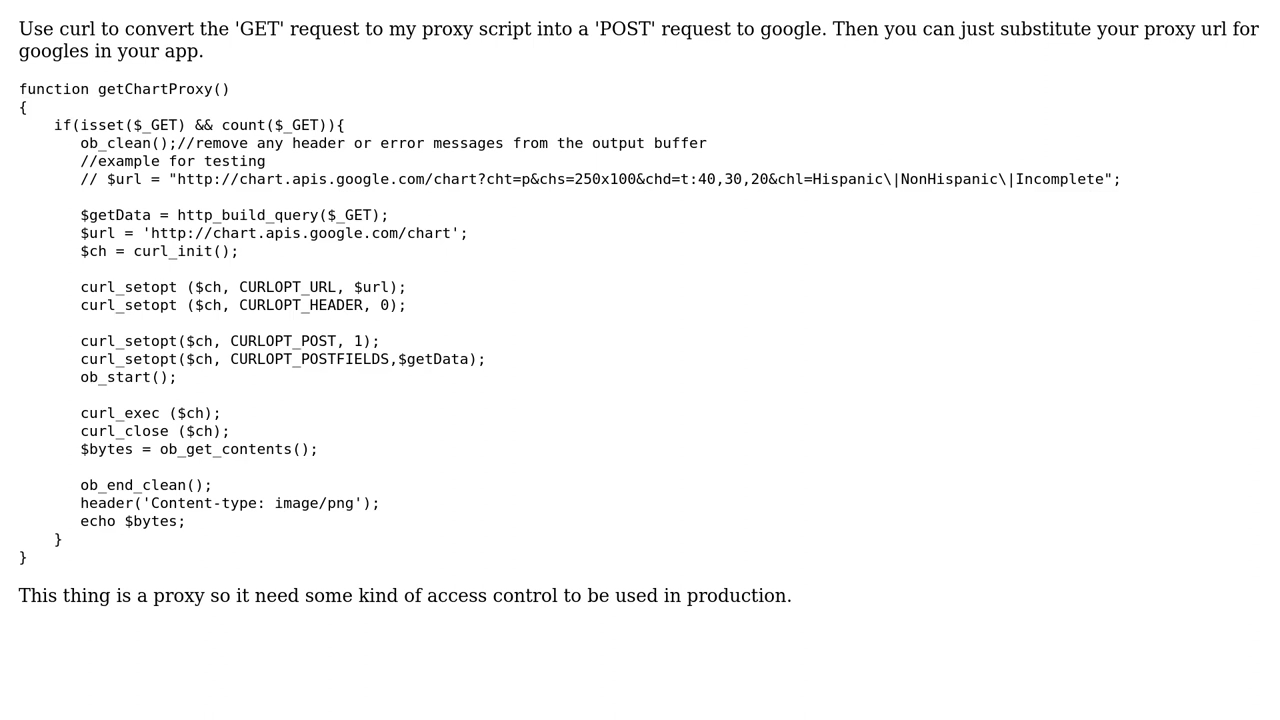 Use curl to convert the 'GET' request to my proxy script into a 'POST' request to google. Then you can just substitute your proxy url for
googles in your app.
function getChartProxy()
{
    if(isset($_GET) && count($_GET)){
       ob_clean();//remove any header or error messages from the output buffer
       //example for testing
       // $url = "http://chart.apis.google.com/chart?cht=p&chs=250x100&chd=t:40,30,20&chl=Hispanic\|NonHispanic\|Incomplete";

       $getData = http_build_query($_GET);
       $url = 'http://chart.apis.google.com/chart';
       $ch = curl_init();

       curl_setopt ($ch, CURLOPT_URL, $url);
       curl_setopt ($ch, CURLOPT_HEADER, 0);

       curl_setopt($ch, CURLOPT_POST, 1);
       curl_setopt($ch, CURLOPT_POSTFIELDS,$getData);
       ob_start();

       curl_exec ($ch);
       curl_close ($ch);
       $bytes = ob_get_contents();

       ob_end_clean();
       header('Content-type: image/png');
       echo $bytes;
    }
}
This thing is a proxy so it need some kind of access control to be used in production.